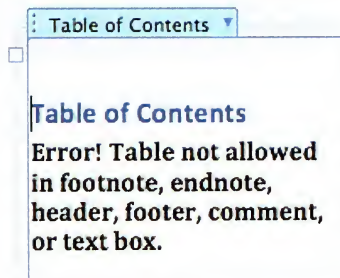 Table of Contents
Table of Contents
Error! Table not allowed
in footnote, endnote,
header, footer, comment,
or text box.